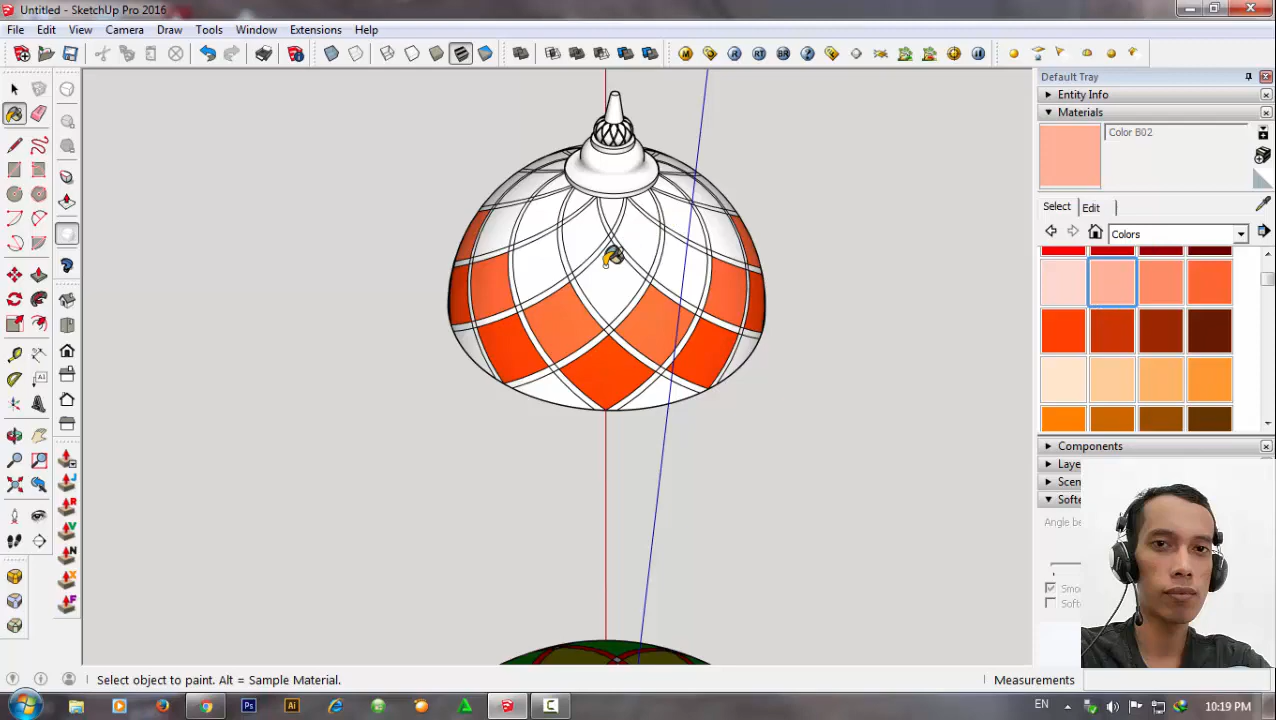 Untitled - SketchUp Pro 2016
File Edit View Camera Draw Tools Window Extensions Help
Default Tray
Entity Info
Materials
Color B02
Select Edit
Colors
Components
Laye
Scen
Softe
Angle be
Smo
Softe
Select object to paint. Alt = Sample Material.
Measurements
EN
10:19 PM